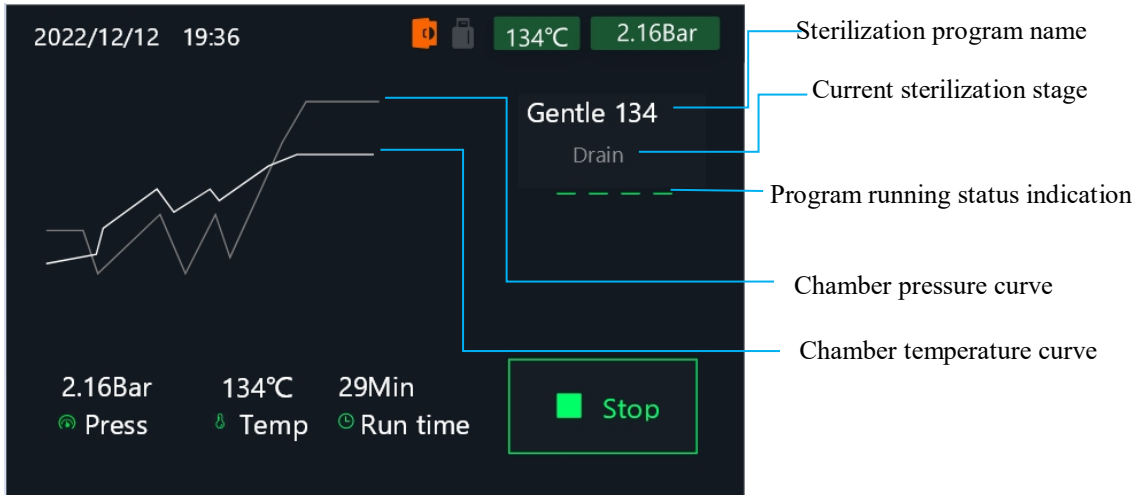 2022/12/12 19:36 134℃ 2.16Bar
Sterilization program name
Gentle 134
Current sterilization stage
Drain
Program running status indication
Chamber pressure curve
Chamber temperature curve
2.16Bar 134℃ 29Min
Press Temp Run time
Stop